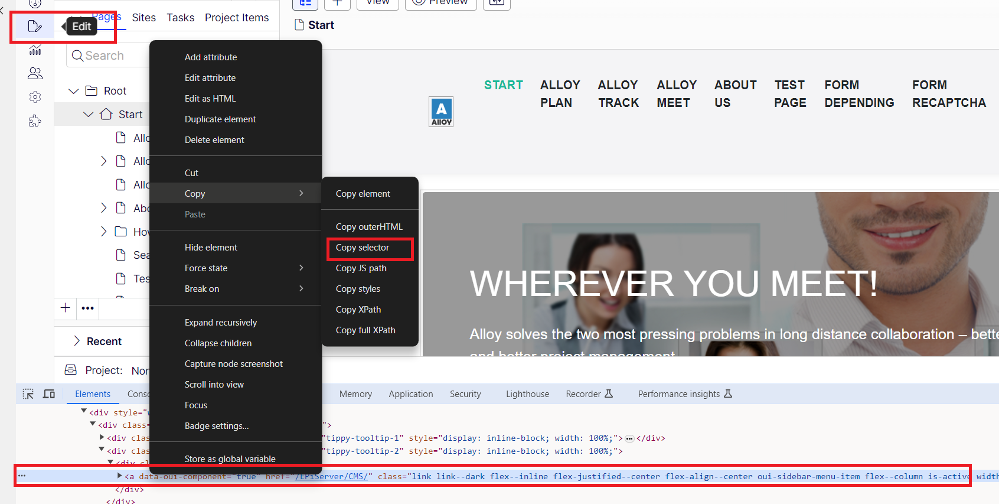 View
Preview
Pages
Sites
Tasks
Project Items
Edit
Start
Search
Root
Start
Allo
Allo
Allo
Abo
How
Sea
Tes
Recent
Project:
Non
Add attribute
Edit attribute
Edit as HTML
Duplicate element
Delete element
Cut
Copy
Paste
Hide element
Force state
Break on
Expand recursively
Collapse children
Capture node screenshot
Scroll into view
Focus
Badge settings...
Store as global variable
Copy element
Copy outerHTML
Copy selector
Copy JS path
Copy styles
Copy XPath
Copy full XPath
START
ALLOY PLAN
ALLOY TRACK
ALLOY MEET
ABOUT US
TEST PAGE
FORM DEPENDING
FORM RECAPTCHA
A
AllOY
WHEREVER YOU MEET!
Alloy solves the two most pressing problems in long distance collaboration – bette
and better project management
Elements
Conso
Memory
Application
Security
Lighthouse
Recorder
Performance insights
<div style="w
<div class= ">
<div clas "tippy-tooltip-1" style="display: inline-block; width: 100%;"> ••• </div>
<div clas "tippy-tooltip-2" style="display: inline-block; width: 100%;">
<div cl
<a data-oui-component="true" href="/EPiServer/CMS/" class="link link--dark flex--inline flex-justified--center flex-align--center oui-sidebar-menu-item flex--column is-active width
</div>
</div>